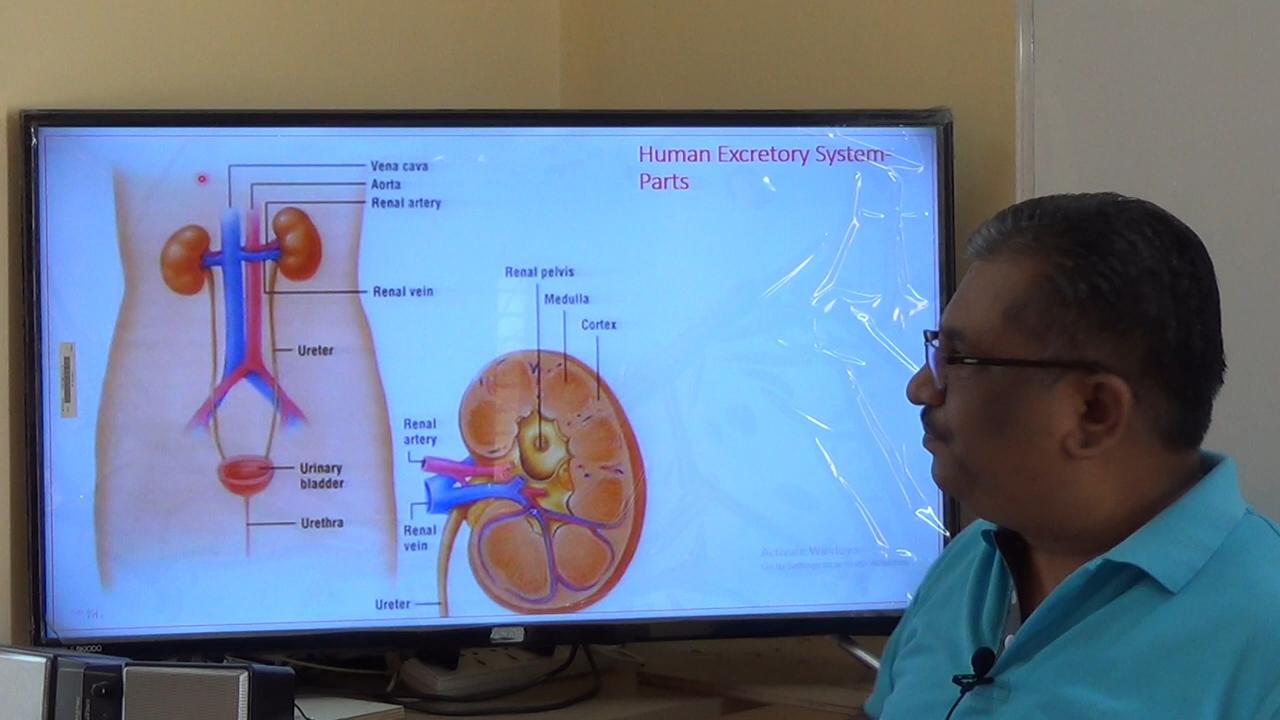 Human Excretory System-
Parts
Vena cava
Aorta
Renal artery
Renal vein
Ureter
Urinary
bladder
Urethra
Renal pelvis
Medulla
Cortex
Renal
artery
Renal
vein
Ureter
Activate Windows